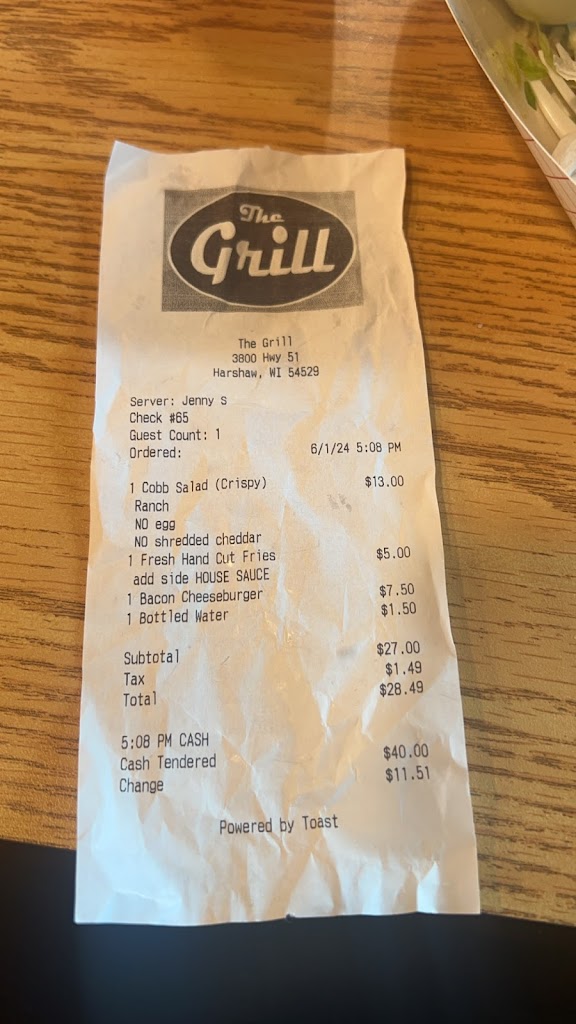 The
Grill
The Grill
3800 Hwy 51
Harshaw, WI 54529
Server: Jenny S
Check #65
Guest Count: 1
Ordered: 6/1/24 5:08 PM
1 Cobb Salad (Crispy) $13.00
Ranch
NO egg
NO shredded cheddar
1 Fresh Hand Cut Fries $5.00
add side HOUSE SAUCE
1 Bacon Cheeseburger $7.50
1 Bottled Water $1.50
Subtotal $27.00
Tax $1.49
Total $28.49
5:08 PM CASH
Cash Tendered $40.00
Change $11.51
Powered by Toast